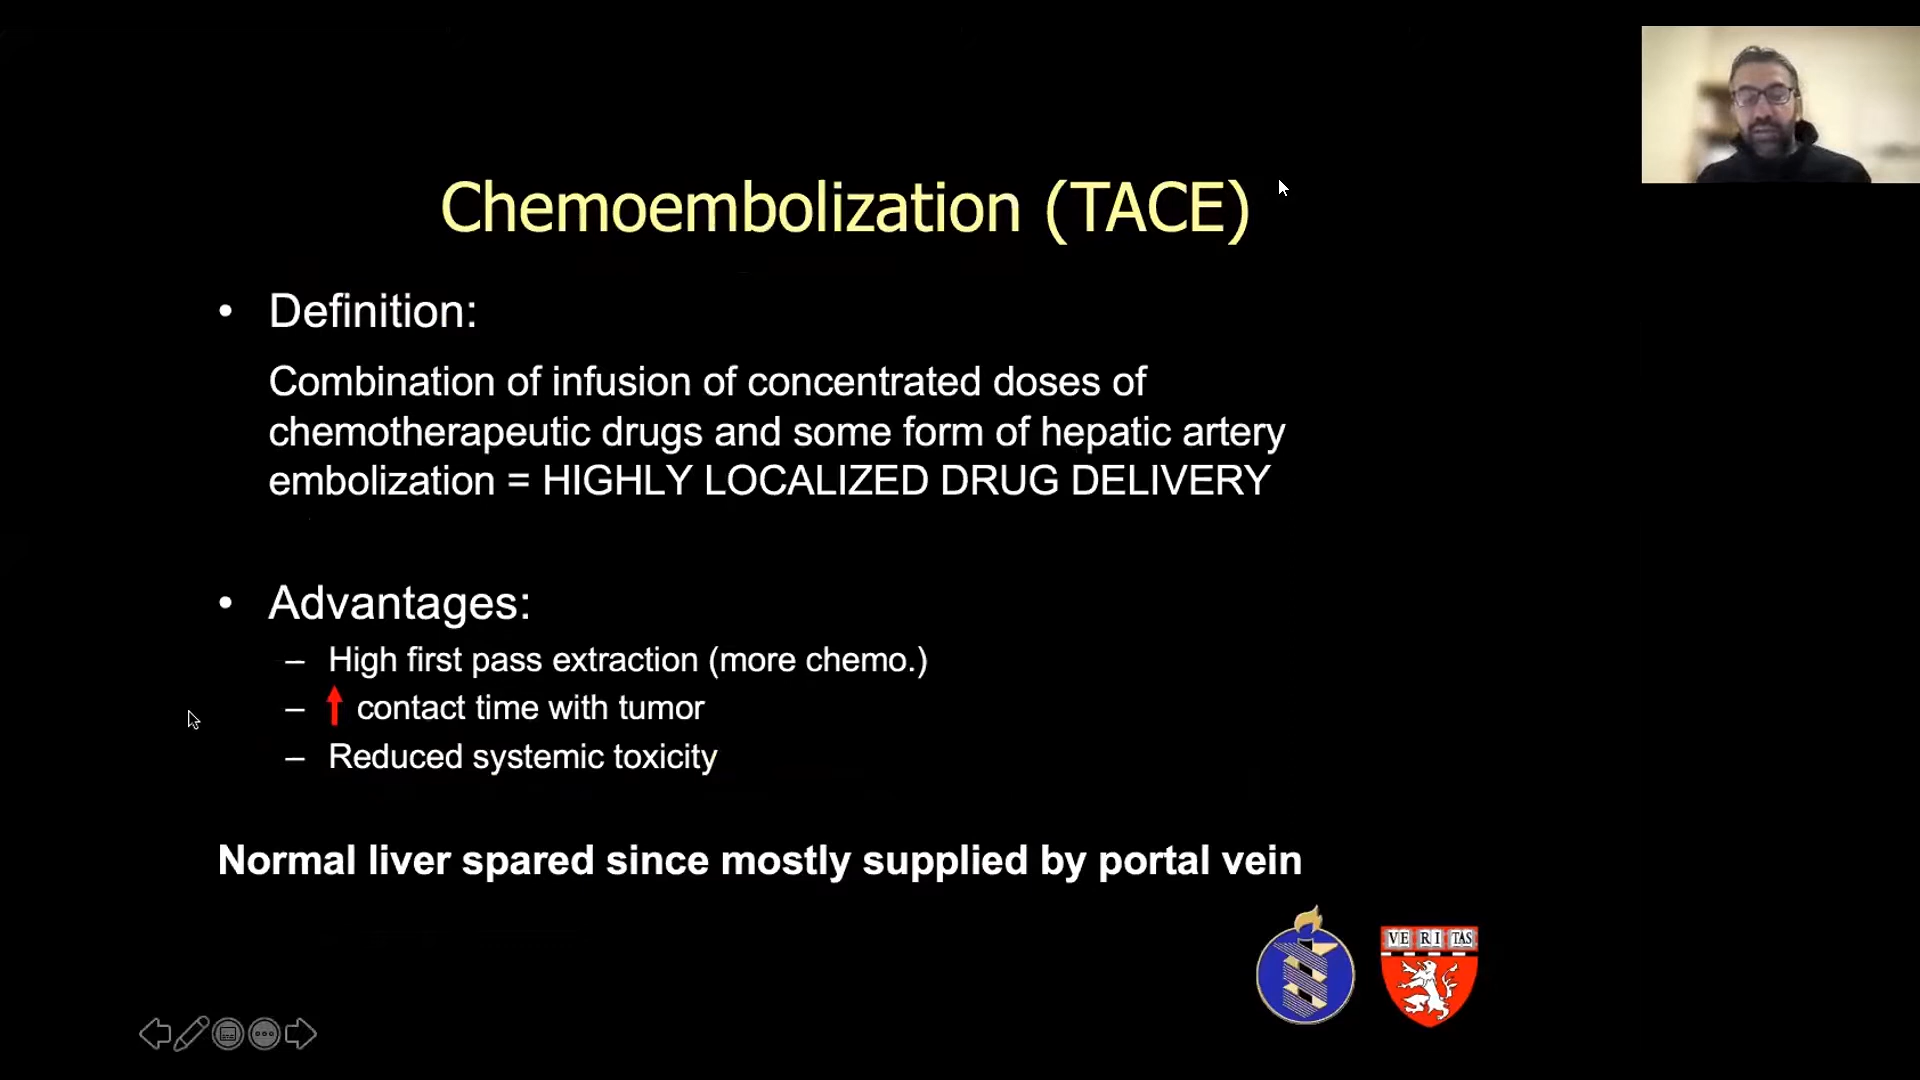 Chemoembolization (TACE)
• Definition:
Combination of infusion of concentrated doses of
chemotherapeutic drugs and some form of hepatic artery
embolization = HIGHLY LOCALIZED DRUG DELIVERY
• Advantages:
– High first pass extraction (more chemo.)
– ↑ contact time with tumor
– Reduced systemic toxicity
Normal liver spared since mostly supplied by portal vein
VE RI TAS